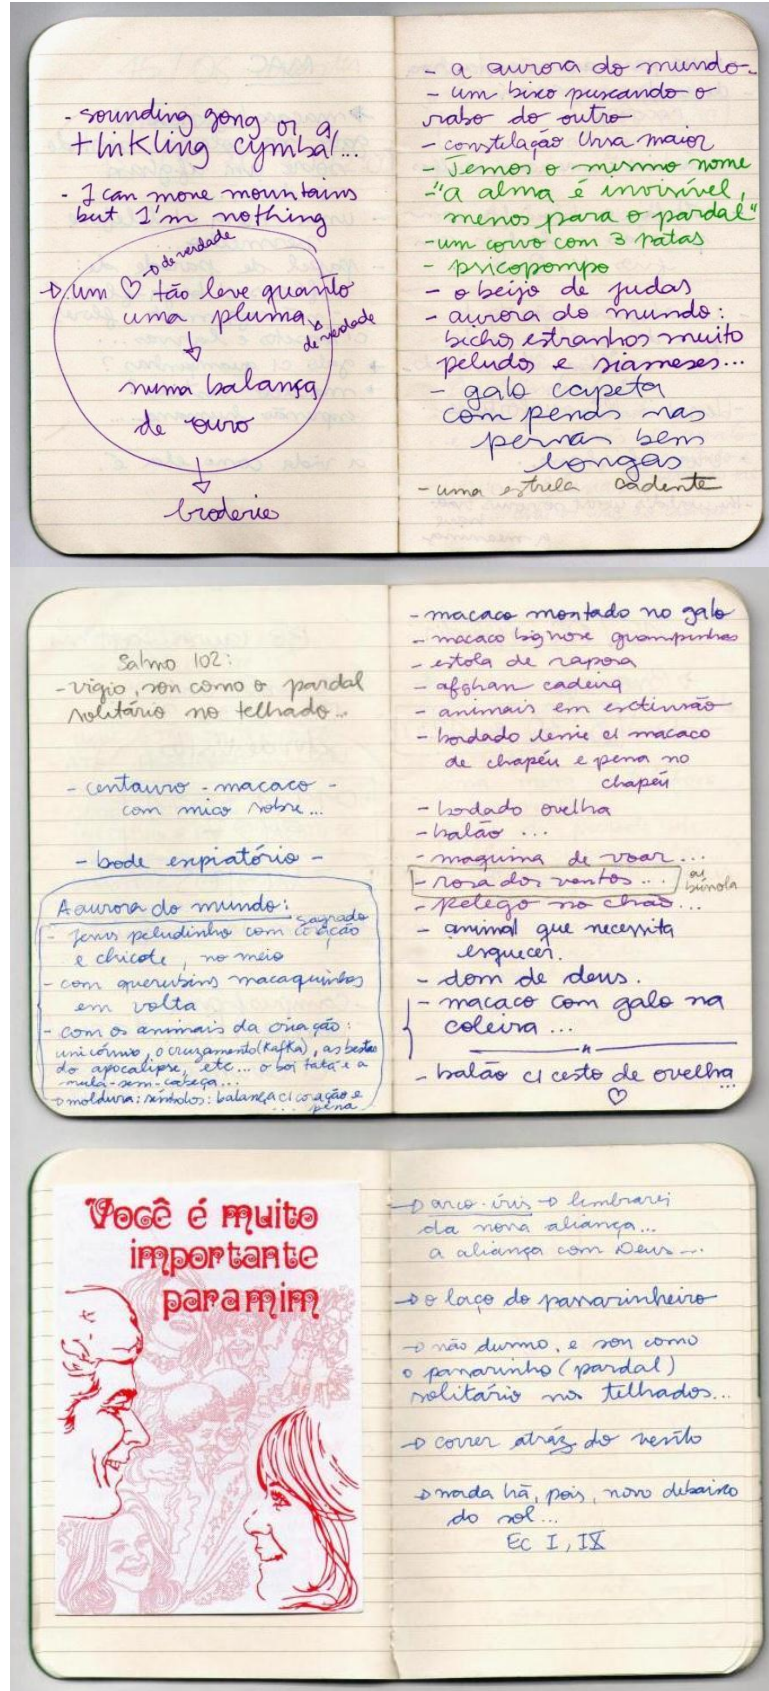 - sounding gong or a
thinkling cymbal...
- I can move mountains
but I'm nothing
de verdade
um ♡ tão leve quanto
uma pluma
de verdade
numa balança
de ouro
broderie
- a aurora do mundo -
- um bixo puxando o
rabo do outro
- constelação Ursa maior
- Temos o mesmo nome
- "a alma é invisível,
menos para o pardal"
- um corvo com 3 patas
- psicopompo
- o beijo de judas
- aurora do mundo:
bichos estranhos muito
peludos e siameses...
- galo capeta
com penas nas
pernas bem
longas
- uma estrela cadente
Salmo 102:
- vigio, sou como o pardal
solitário no telhado...
- centauro - macaco -
com mico sobre...
- bode expiatório -
A aurora do mundo:
sagrado
- Jesus peludinho com coração
e chicote, no meio
- com querubins macaquinhos
em volta
- com os animais da criação:
unicórnio, o cruzamento (Kafka), as bestas
do apocalipse, etc... o boi tatá e a
mula-sem-cabeça...
moldura: símbolos: balança c/ coração e
... pena
- macaco montado no galo
- macaco big nose guampinhas
- estola de raposa
- afghan cadeira
- animais em extinsão
- bordado c/ macaco
de chapéu e pena no
chapéu
- bordado ovelha
- balão ...
- maquina de voar...
- rosa dos ventos...
- pelego no chão...
- animal que necessita
esquecer.
- dom de deus.
- macaco com galo na
coleira...
- balão c/ cesto de ovelha...
♡
Você é muito
importante
para mim
arco-íris → lembrarei
da nova aliança...
a aliança com Deus...
→ o laço do passarinheiro
→ não durmo, e sou como
o passarinho (pardal)
solitário nos telhados...
→ correr atráz do vento
→ nada há, pois, novo debaixo
do sol...
Ec I, IX